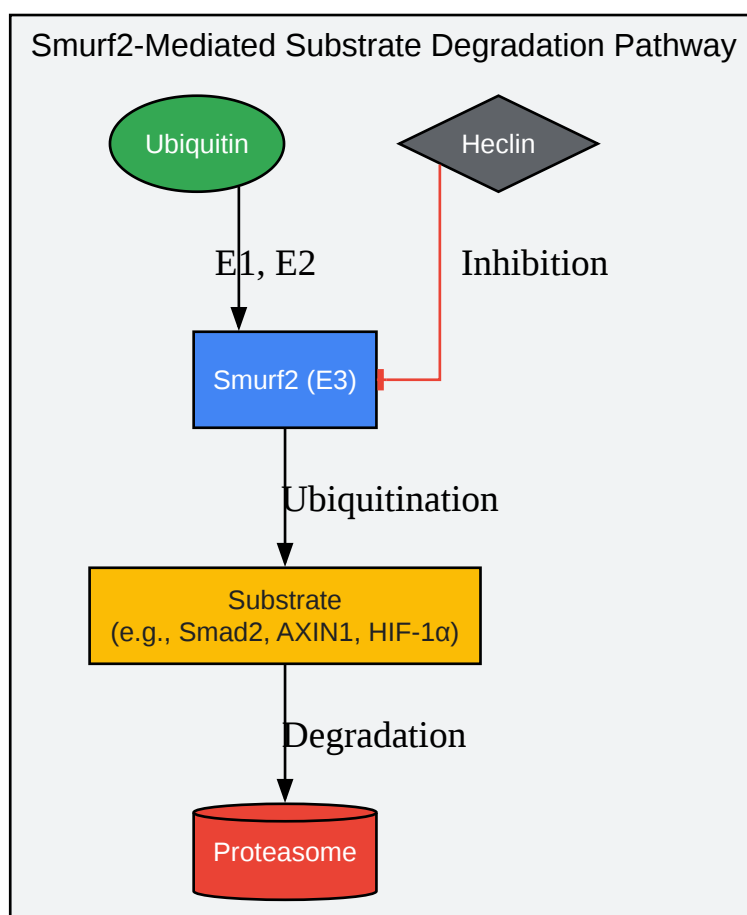 Smurf2-Mediated Substrate Degradation Pathway
Ubiquitin
Heclin
E1, E2
Inhibition
Smurf2 (E3)
Ubiquitination
Substrate
(e.g., Smad2, AXIN1, HIF-1α)
Degradation
Proteasome